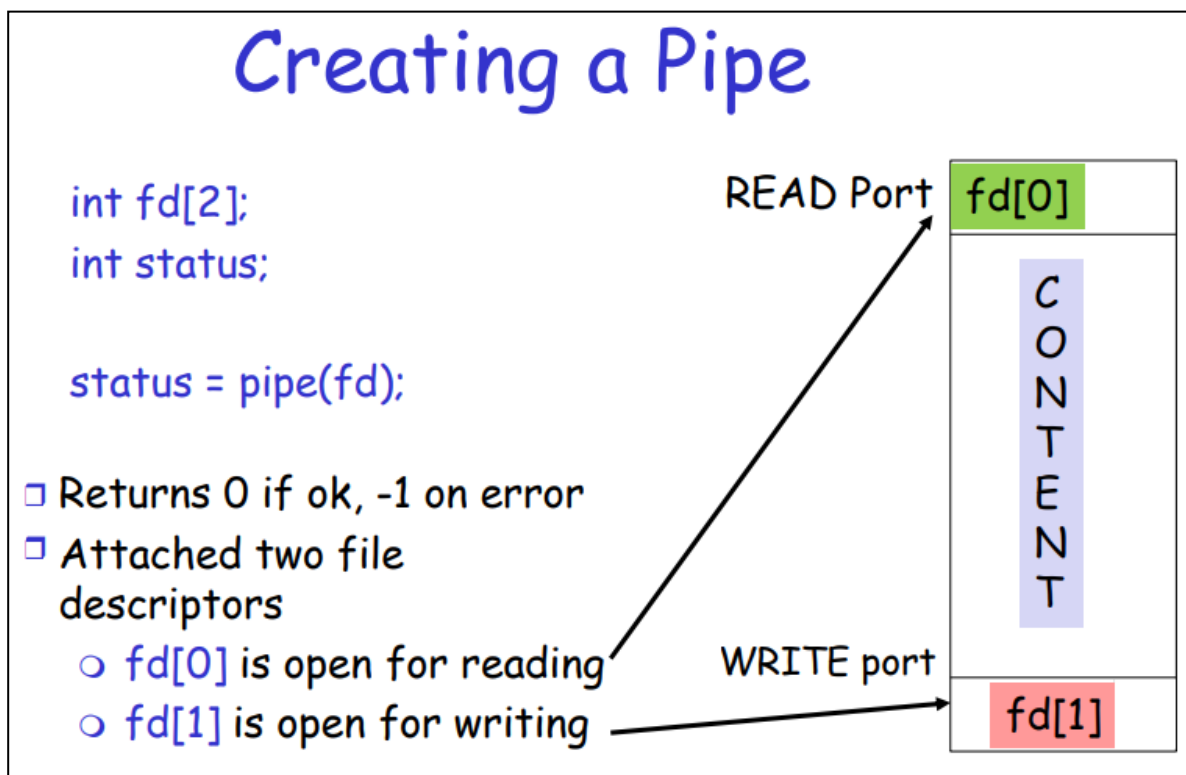 Creating a Pipe
int fd[2];
int status;
status = pipe(fd);
Returns 0 if ok, -1 on error
Attached two file
descriptors
fd[0] is open for reading
fd[1] is open for writing
READ Port
fd[0]
C
O
N
T
E
N
T
WRITE port
fd[1]